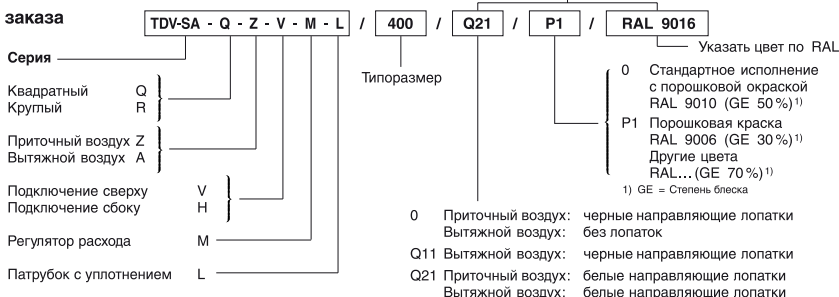 заказа
TDV-SA - Q - Z - V - M - L / 400 / Q21 / P1 / RAL 9016
Указать цвет по RAL
Серия
Типоразмер
Квадратный Q
Круглый R
Приточный воздух Z
Вытяжной воздух A
Подключение сверху V
Подключение сбоку H
Регулятор расхода M
Патрубок с уплотнением L
0 Стандартное исполнение
с порошковой окраской
RAL 9010 (GE 50 %) 1)
P1 Порошковая краска
RAL 9006 (GE 30 %) 1)
Другие цвета
RAL... (GE 70 %) 1)
1) GE = Степень блеска
0 Приточный воздух: черные направляющие лопатки
Вытяжной воздух: без лопаток
Q11 Вытяжной воздух: черные направляющие лопатки
Q21 Приточный воздух: белые направляющие лопатки
Вытяжной воздух: белые направляющие лопатки